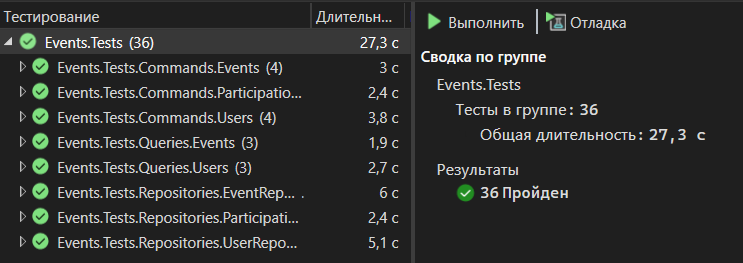 Тестирование Длительн...
Events.Tests (36) 27,3 с
Events.Tests.Commands.Events (4) 3 с
Events.Tests.Commands.Participatio... 2,4 с
Events.Tests.Commands.Users (4) 3,8 с
Events.Tests.Queries.Events (3) 1,9 с
Events.Tests.Queries.Users (3) 2,7 с
Events.Tests.Repositories.EventRep... . 6 с
Events.Tests.Repositories.Participati... 2,4 с
Events.Tests.Repositories.UserRepo... 5,1 с
Выполнить Отладка
Сводка по группе
Events.Tests
Тесты в группе: 36
Общая длительность: 27,3 с
Результаты
36 Пройден